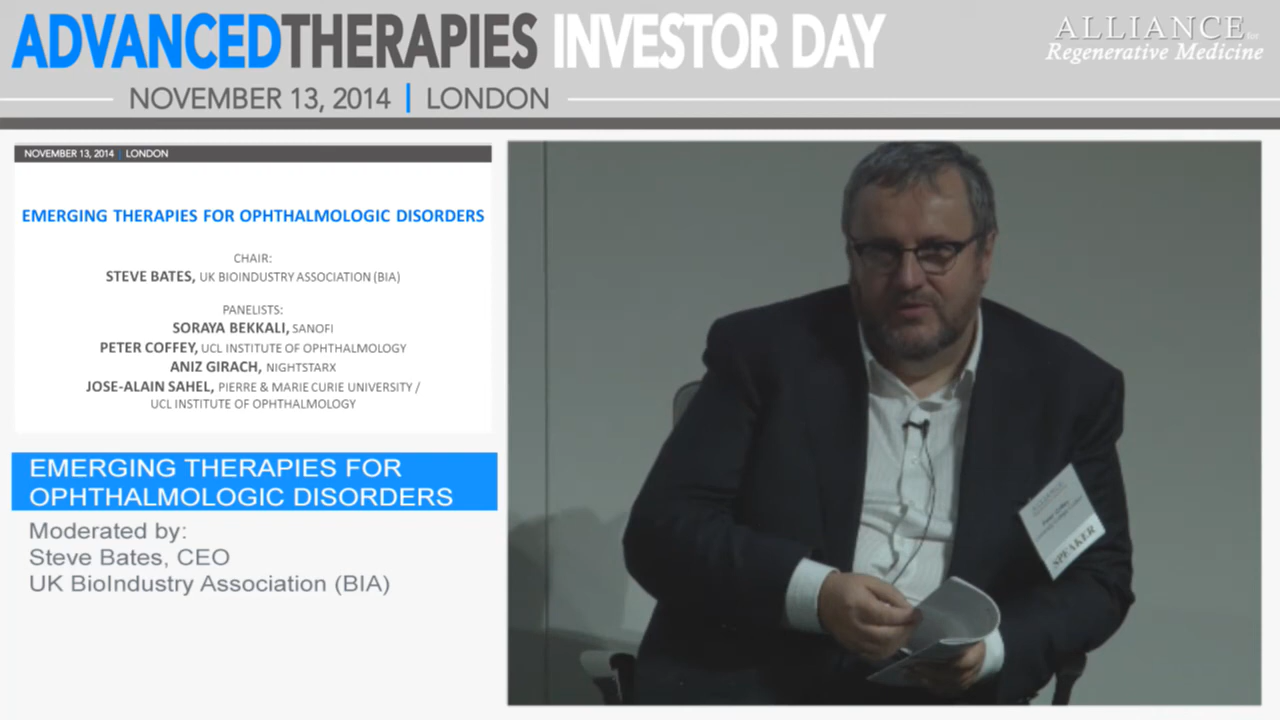 ADVANCEDTHERAPIES INVESTOR DAY
NOVEMBER 13, 2014 | LONDON
ALLIANCE for
Regenerative Medicine
NOVEMBER 13, 2014 | LONDON
EMERGING THERAPIES FOR OPHTHALMOLOGIC DISORDERS
CHAIR:
STEVE BATES, UK BIOINDUSTRY ASSOCIATION (BIA)
PANELISTS:
SORAYA BEKKALI, SANOFI
PETER COFFEY, UCL INSTITUTE OF OPHTHALMOLOGY
ANIZ GIRACH, NIGHTSTARX
JOSE-ALAIN SAHEL, PIERRE & MARIE CURIE UNIVERSITY /
UCL INSTITUTE OF OPHTHALMOLOGY
EMERGING THERAPIES FOR
OPHTHALMOLOGIC DISORDERS
Moderated by:
Steve Bates, CEO
UK BioIndustry Association (BIA)
ALLIANCE
SPEAKER